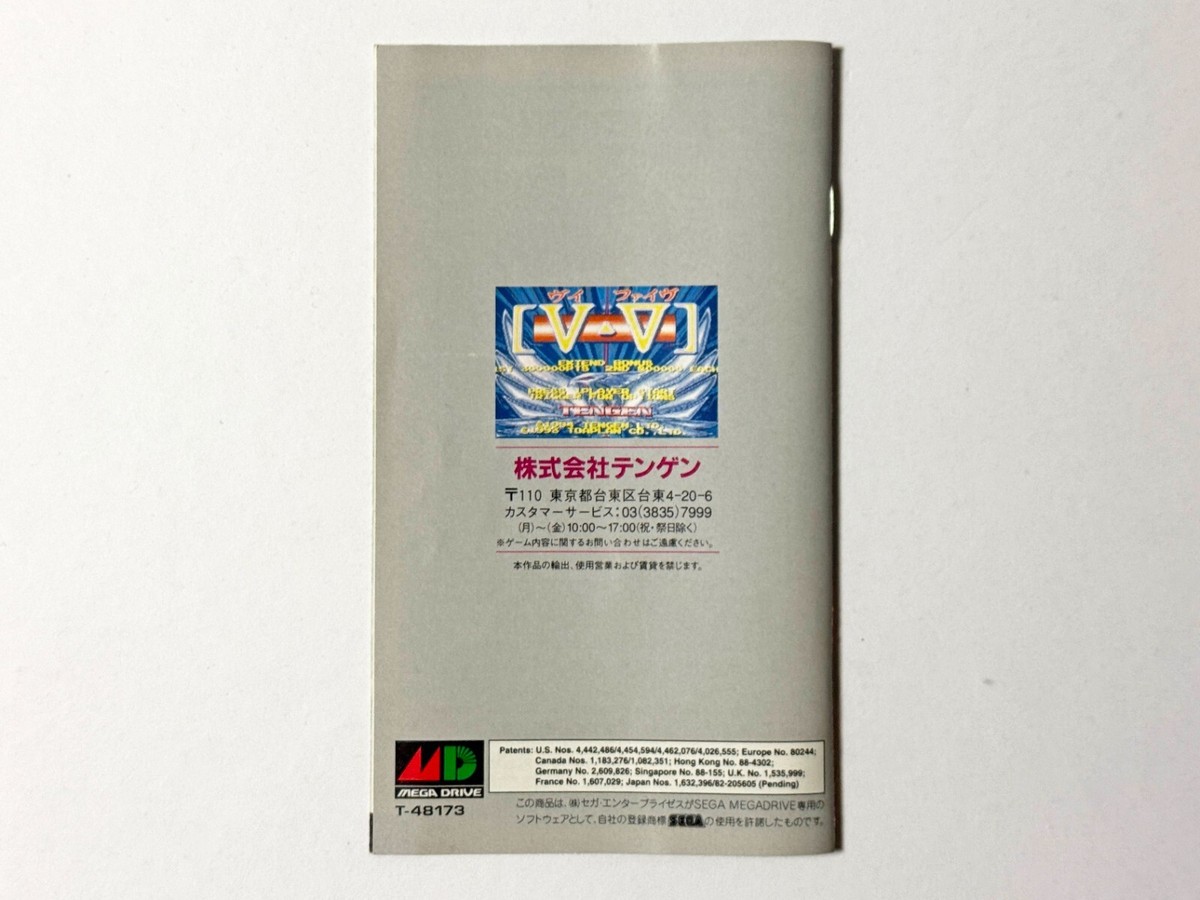 ヴイ ファイヴ
[V▲V]
EXTEND BONUS
TENGEN
株式会社テンゲン
〒110 東京都台東区台東4-20-6
カスタマーサービス:03(3835)7999
(月)〜(金)10:00〜17:00(祝・祭日除く)
※ゲーム内容に関するお問い合わせはご遠慮ください。
本作品の輸出、使用営業および賃貸を禁じます。
MEGA DRIVE
T-48173
Patents: U.S. Nos. 4,442,486/4,454,594/4,462,076/4,026,555; Europe No. 80244;
Canada Nos. 1,183,276/1,082,351; Hong Kong No. 88-4302;
Germany No. 2,609,826; Singapore No. 88-155; U.K. No. 1,535,999;
France No. 1,607,029; Japan Nos. 1,632,396/82-205605 (Pending)
この商品は、㈱セガ・エンタープライゼスがSEGA MEGADRIVE専用の
ソフトウェアとして、自社の登録商標 SEGA の使用を許諾したものです。